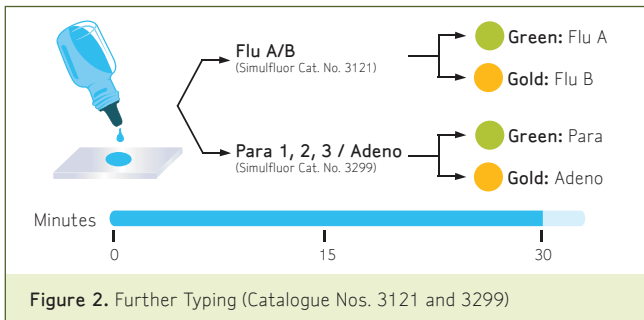 Flu A/B
(Simulfluor Cat. No. 3121)
Green: Flu A
Gold: Flu B
Para 1, 2, 3 / Adeno
(Simulfluor Cat. No. 3299)
Green: Para
Gold: Adeno
Minutes
0 15 30
Figure 2. Further Typing (Catalogue Nos. 3121 and 3299)